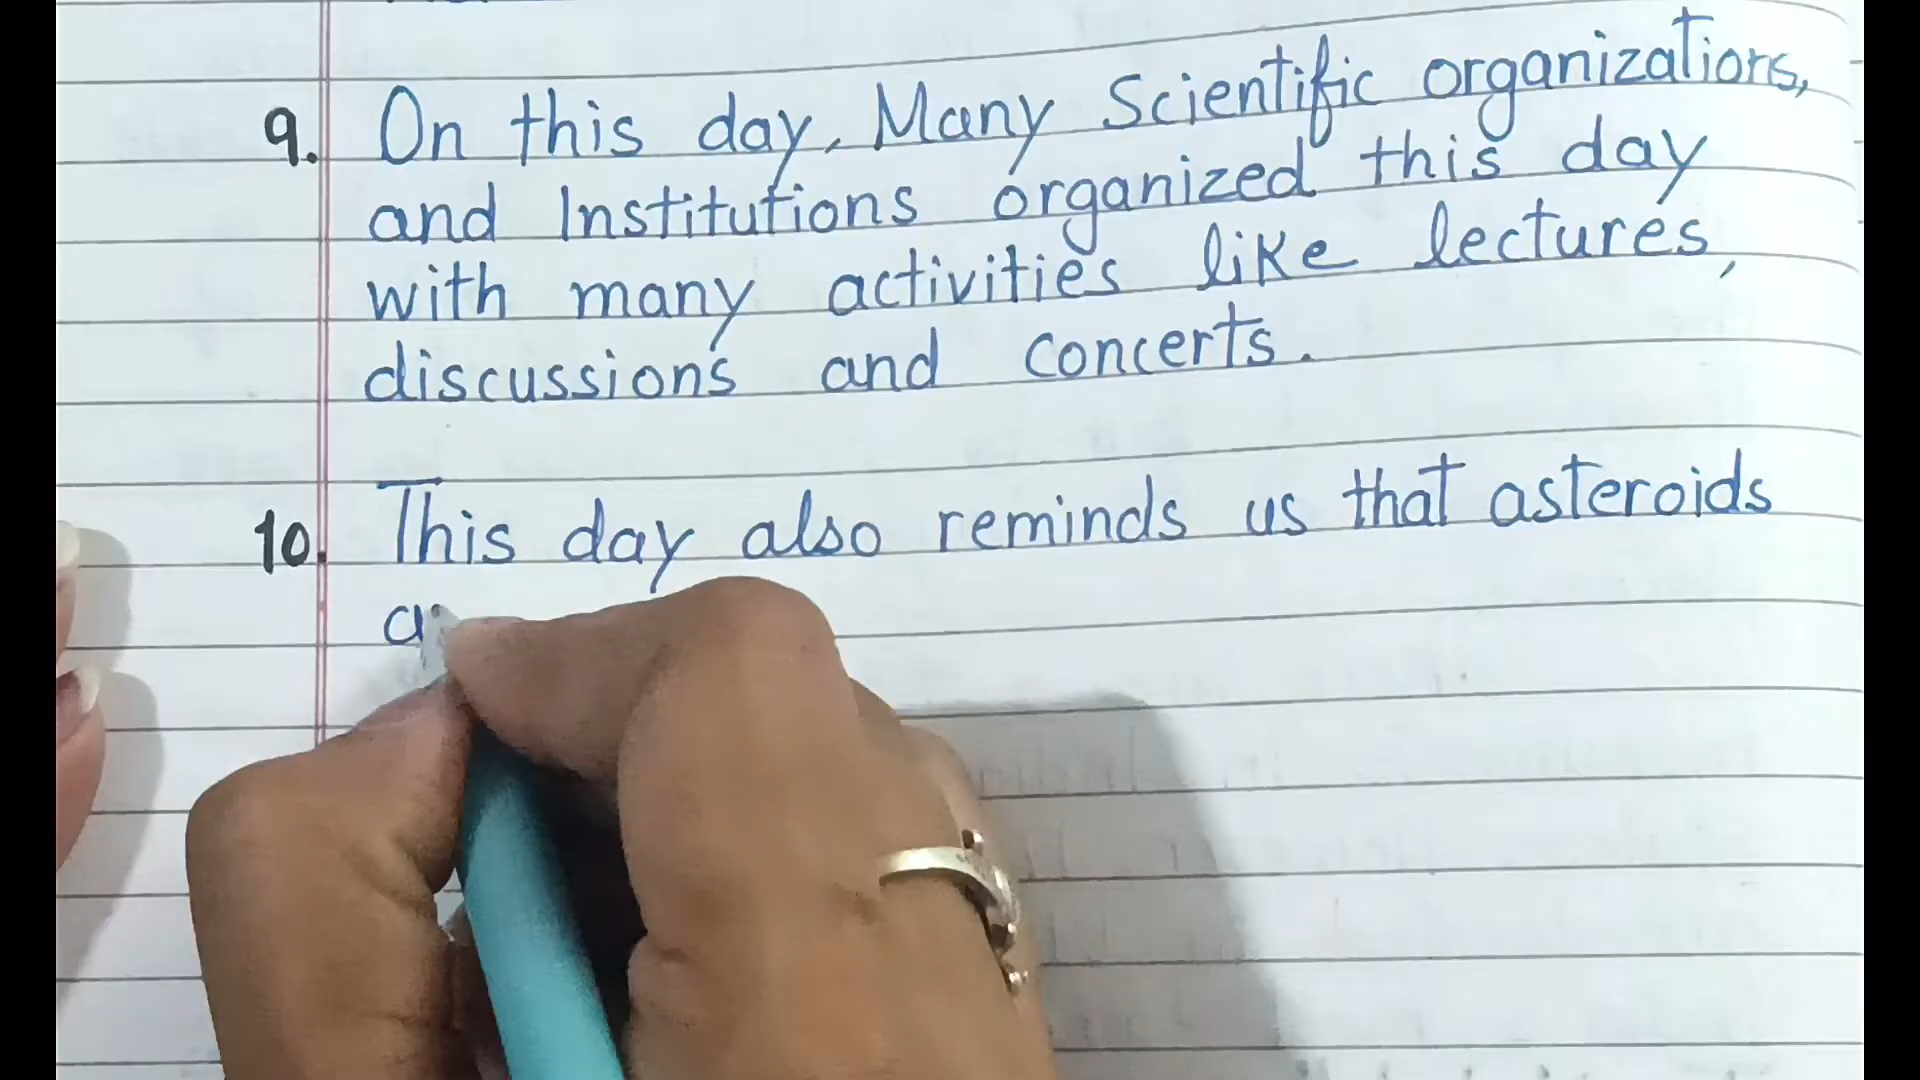 9. On this day, Many Scientific organizations,
and Institutions organized this day
with many activities like lectures,
discussions and concerts.
10. This day also reminds us that asteroids